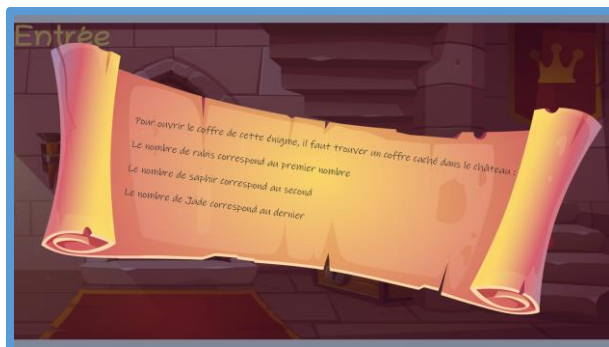 Entrée
Pour ouvrir le coffre de cette énigme, il faut trouver un coffre caché dans le château :
Le nombre de rubis correspond au premier nombre
Le nombre de saphir correspond au second
Le nombre de Jade correspond au dernier